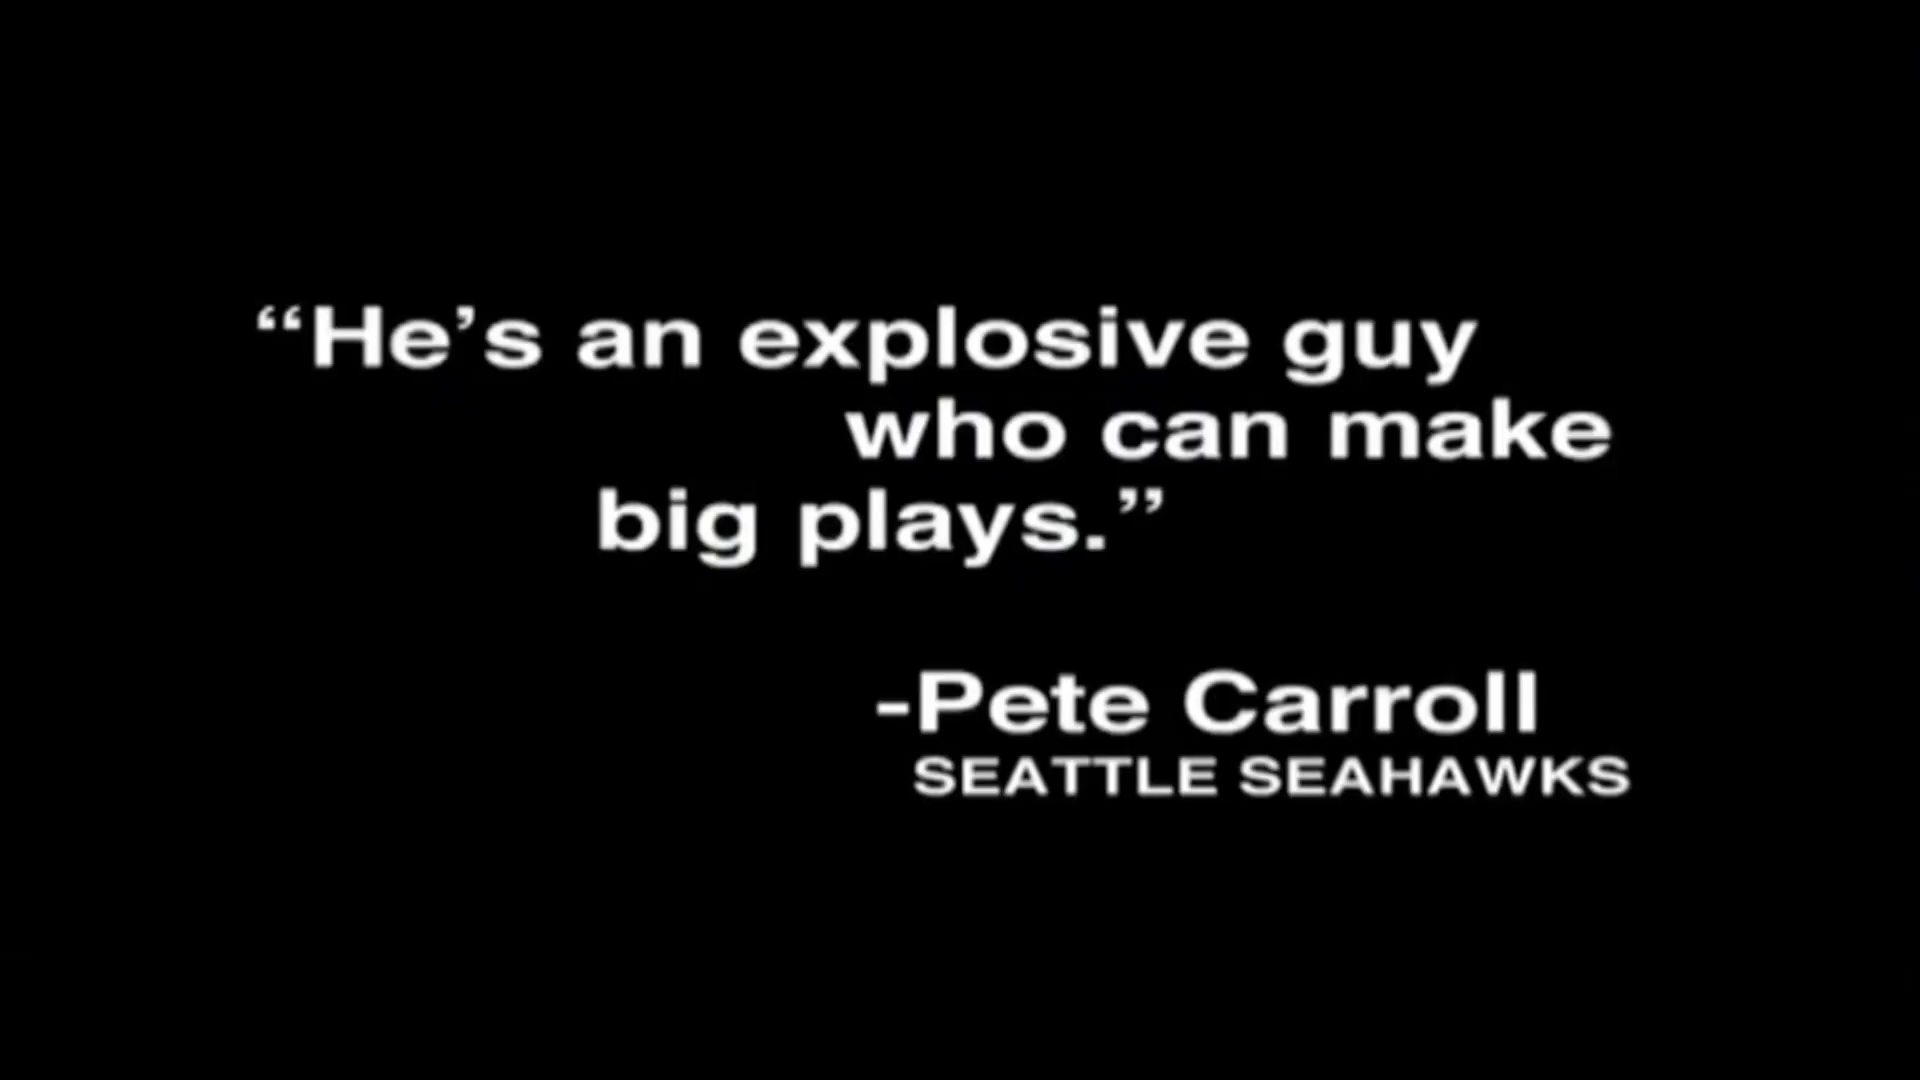 “He’s an explosive guy
who can make
big plays.”
-Pete Carroll
SEATTLE SEAHAWKS